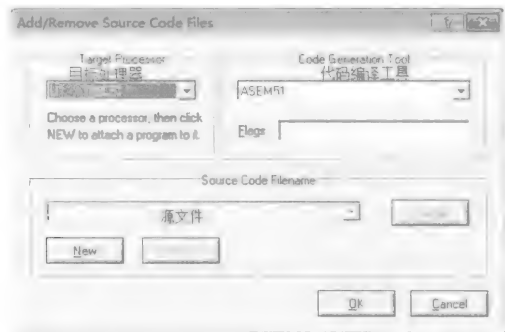 Add/Remove Source Code Files
Target Processor
目标处理器
Choose a processor, then click
NEW to attach a program to it.
Code Generation Tool
代码编译工具
ASEM51
Flags
Source Code Filename
源文件
New
OK
Cancel